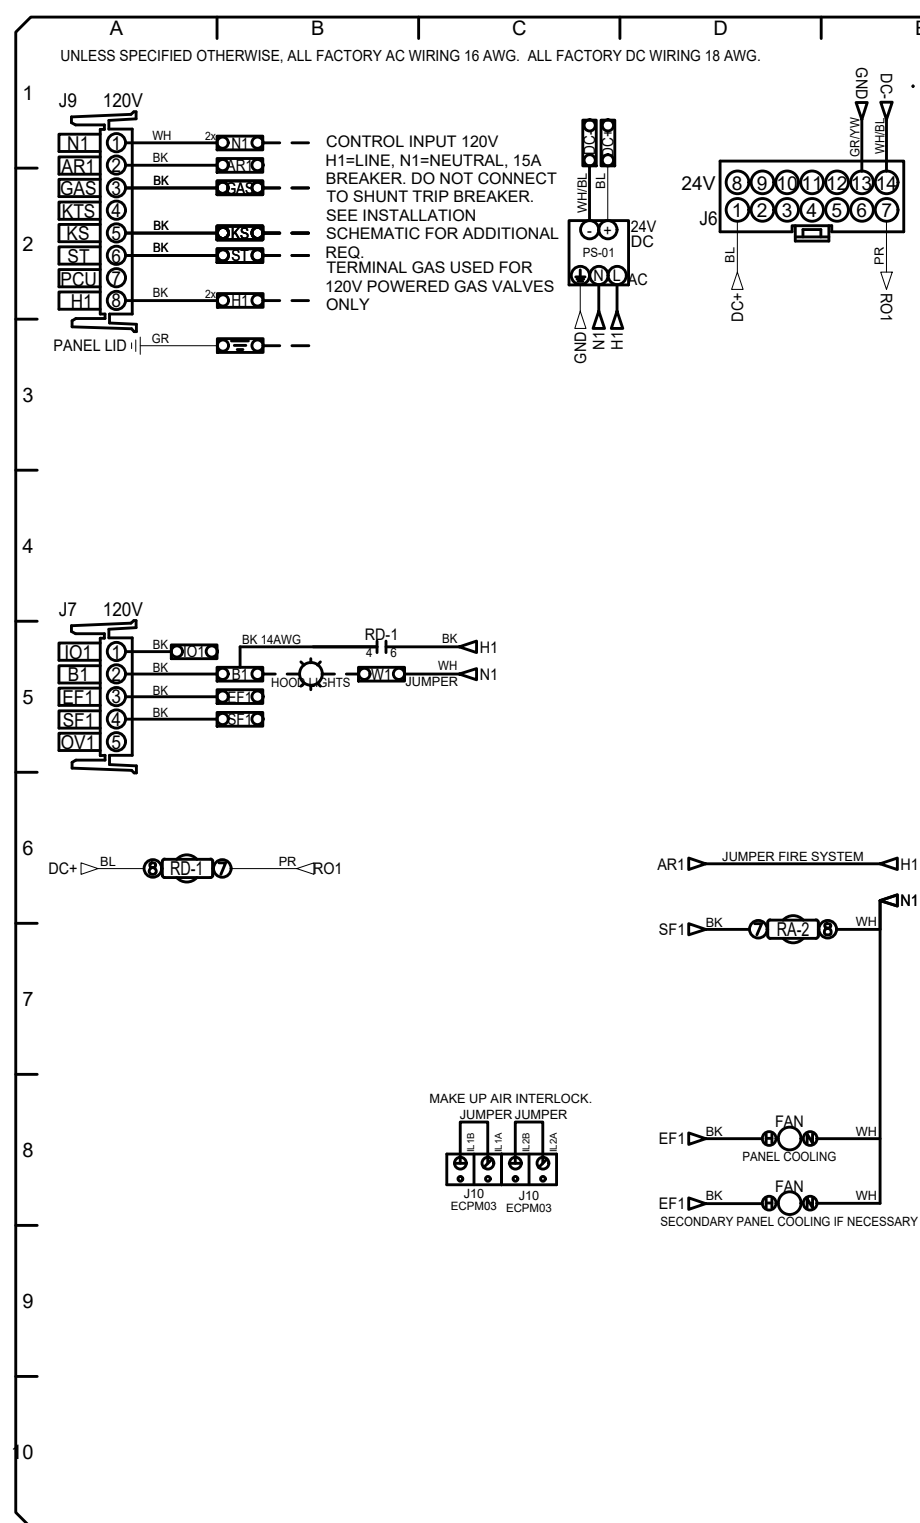 A B C D E
UNLESS SPECIFIED OTHERWISE, ALL FACTORY AC WIRING 16 AWG. ALL FACTORY DC WIRING 18 AWG.
1
J9 120V
N1 1 WH 2x N1
AR1 2 BK AR1
GAS 3 BK GAS
KTS 4
KS 5 BK KS
ST 6 BK ST
PCU 7
H1 8 BK 2x H1
PANEL LID GR
CONTROL INPUT 120V
H1=LINE, N1=NEUTRAL, 15A
BREAKER. DO NOT CONNECT
TO SHUNT TRIP BREAKER.
SEE INSTALLATION
SCHEMATIC FOR ADDITIONAL
REQ.
TERMINAL GAS USED FOR
120V POWERED GAS VALVES
ONLY
DC- DC+
WH/BL BL
- + 24V
DC
PS-01
N L AC
GND N1 H1
GND DC-
GR/YW WH/BL
24V 8 9 10 11 12 13 14
J6 1 2 3 4 5 6 7
BL PR
DC+ RO1
2
3
4
J7 120V
IO1 1 BK IO1
B1 2 BK B1
EF1 3 BK EF1
SF1 4 BK SF1
OV1 5
BK 14AWG RD-1 BK H1
4 6
HOOD LIGHTS W1 WH N1
JUMPER
5
6
DC+ BL 8 RD-1 7 PR RO1
AR1 JUMPER FIRE SYSTEM H1
N1
SF1 BK 7 RA-2 8 WH
7
MAKE UP AIR INTERLOCK.
JUMPER JUMPER
IL1B IL1A IL2B IL2A
J10 J10
ECPM03 ECPM03
8
FAN
EF1 BK H N WH
PANEL COOLING
FAN
EF1 BK H N WH
SECONDARY PANEL COOLING IF NECESSARY
9
10